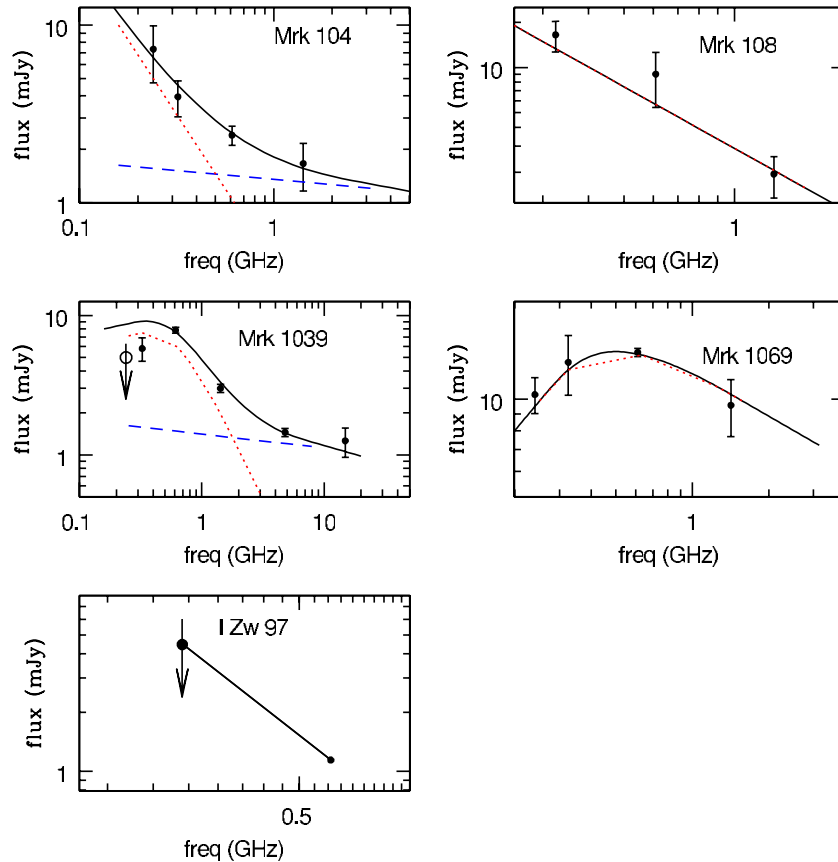 Mrk 104
10
flux (mJy)
1
0.1
1
freq (GHz)
Mrk 108
10
flux (mJy)
1
freq (GHz)
Mrk 1039
10
flux (mJy)
1
0.1
1
10
freq (GHz)
Mrk 1069
10
flux (mJy)
1
freq (GHz)
I Zw 97
flux (mJy)
1
0.5
freq (GHz)